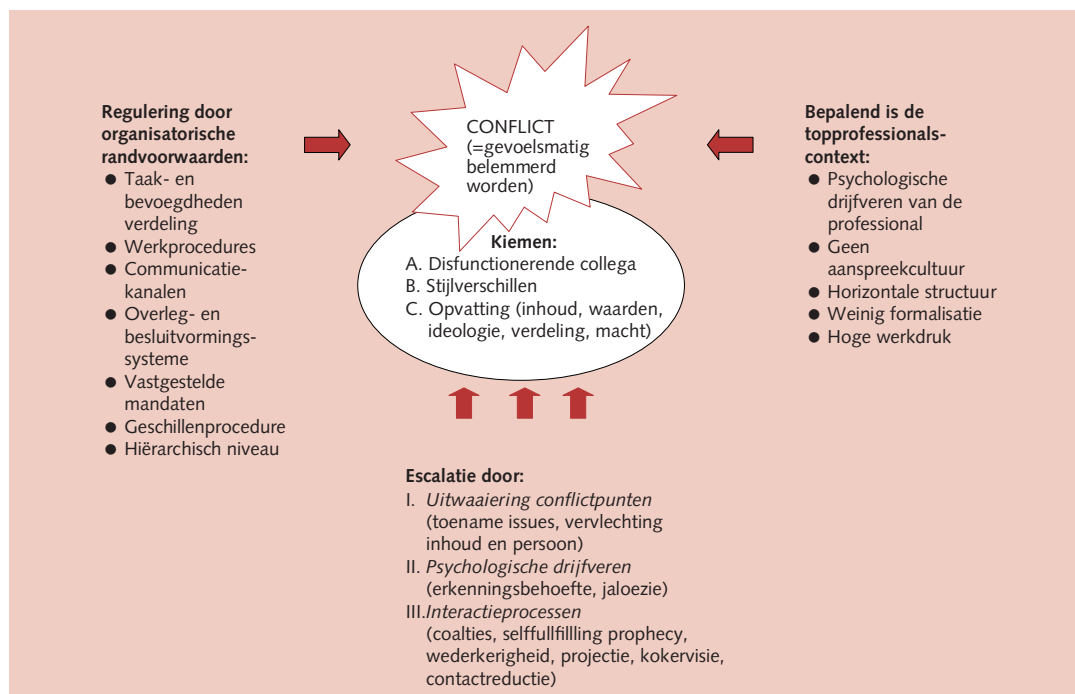 Regulering door
organisatorische
randvoorwaarden:
● Taak- en
bevoegdheden
verdeling
● Werkprocedures
● Communicatie-
kanalen
● Overleg- en
besluitvormings-
systeme
● Vastgestelde
mandaten
● Geschillenprocedure
● Hiërarchisch niveau
CONFLICT
(=gevoelsmatig
belemmerd
worden)
Kiemen:
A. Disfunctionerende collega
B. Stijlverschillen
C. Opvatting (inhoud, waarden,
ideologie, verdeling, macht)
Bepalend is de
topprofessionals-
context:
● Psychologische
drijfveren van de
professional
● Geen
aanspreekcultuur
● Horizontale structuur
● Weinig formalisatie
● Hoge werkdruk
Escalatie door:
I. Uitwaaiering conflictpunten
(toename issues, vervlechting
inhoud en persoon)
II. Psychologische drijfveren
(erkenningsbehoefte, jaloezie)
III.Interactieprocessen
(coalties, selffullfillling prophecy,
wederkerigheid, projectie, kokervisie,
contactreductie)